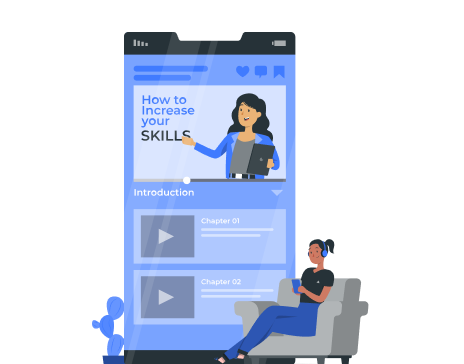 How to
Increase
your
SKILLS
Introduction
Chapter 01
Chapter 02